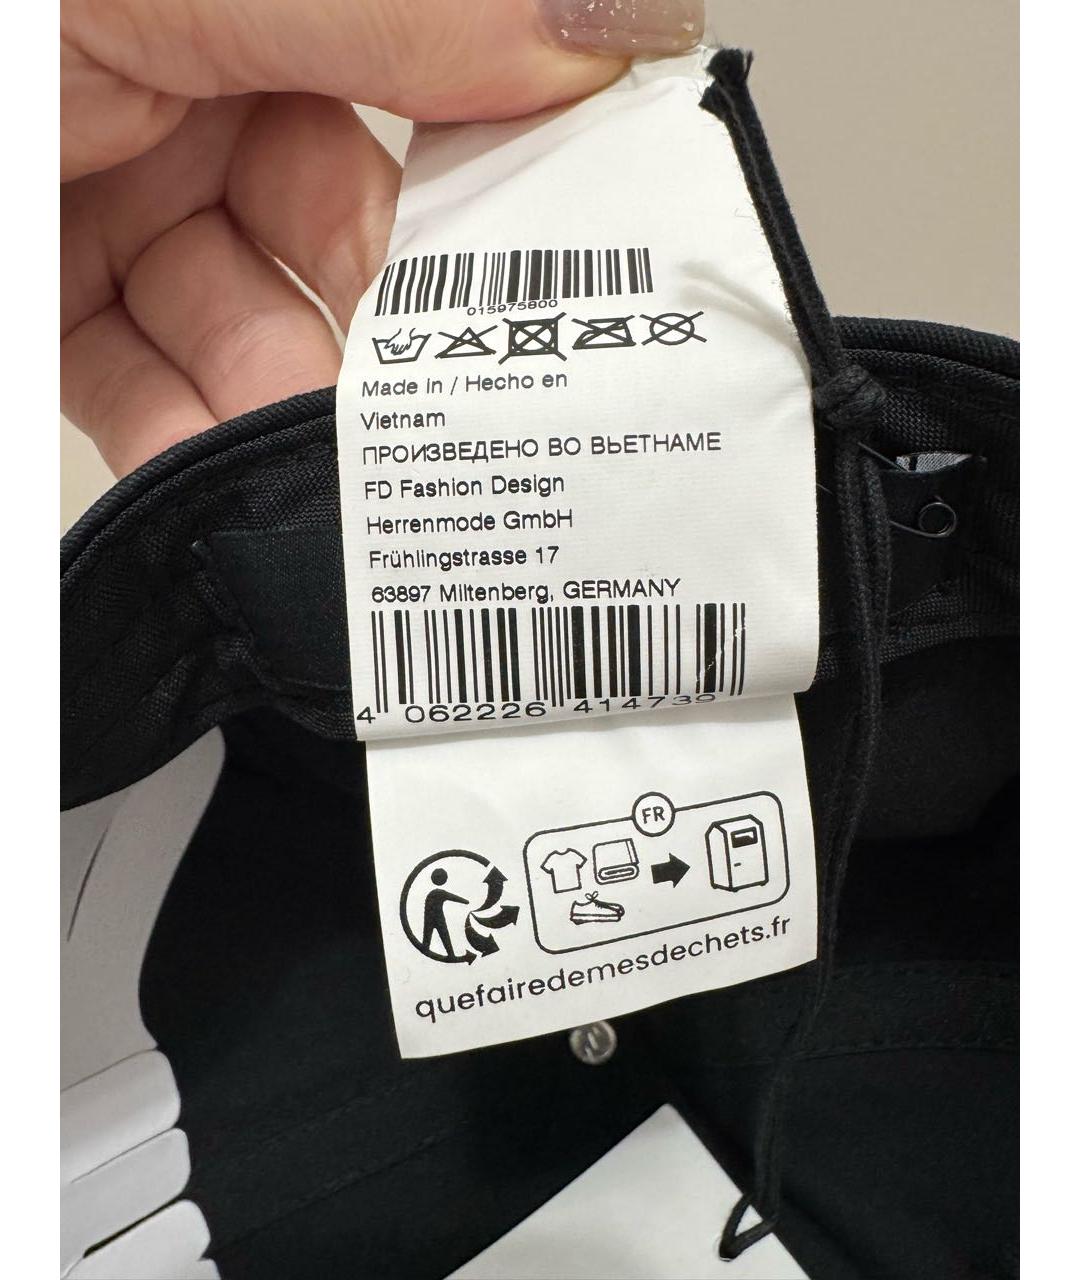 015975800
Made in / Hecho en
Vietnam
ПРОИЗВЕДЕНО ВО ВЬЕТНАМЕ
FD Fashion Design
Herrenmode GmbH
Frühlingstrasse 17
63897 Miltenberg, GERMANY
4 062226 414739
FR
quefairedemesdechets.fr